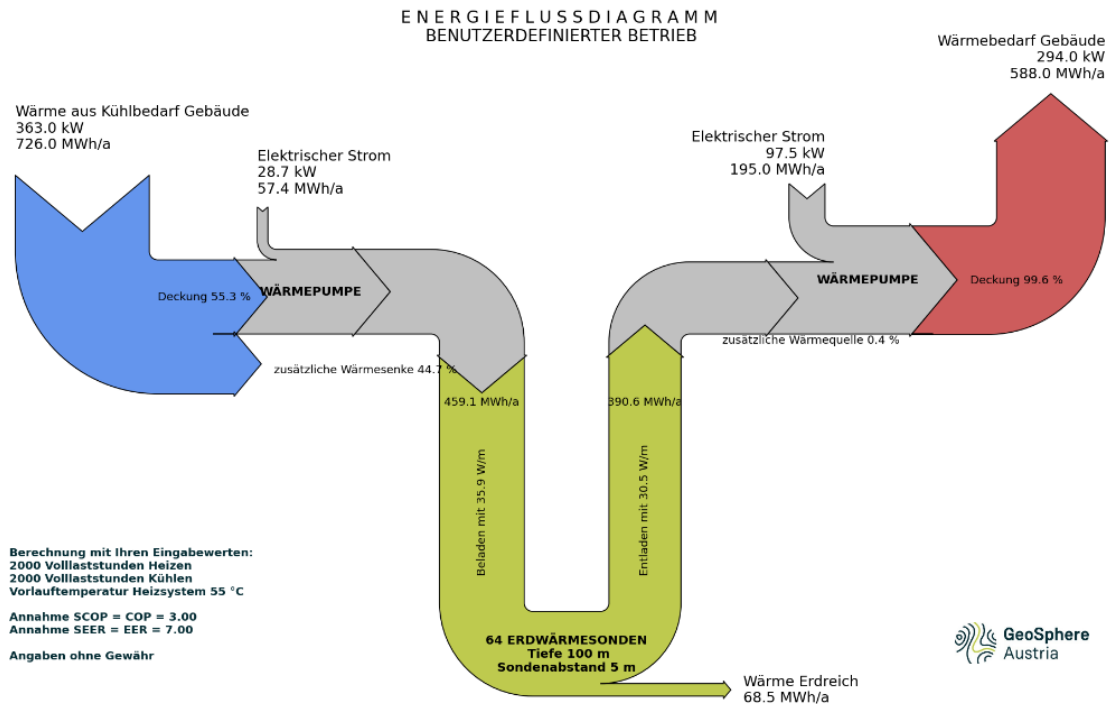 E N E R G I E F L U S S D I A G R A M M
BENUTZERDEFINIERTER BETRIEB
Wärmebedarf Gebäude
294.0 kW
588.0 MWh/a
Wärme aus Kühlbedarf Gebäude
363.0 kW
726.0 MWh/a
Elektrischer Strom
28.7 kW
57.4 MWh/a
Elektrischer Strom
97.5 kW
195.0 MWh/a
Deckung 55.3 %
WÄRMEPUMPE
WÄRMEPUMPE
Deckung 99.6 %
zusätzliche Wärmesenke 44.7 %
zusätzliche Wärmequelle 0.4 %
459.1 MWh/a
390.6 MWh/a
Beladen mit 35.9 W/m
Entladen mit 30.5 W/m
Berechnung mit Ihren Eingabewerten:
2000 Volllaststunden Heizen
2000 Volllaststunden Kühlen
Vorlauftemperatur Heizsystem 55 °C
Annahme SCOP = COP = 3.00
Annahme SEER = EER = 7.00
Angaben ohne Gewähr
64 ERDWÄRMESONDEN
Tiefe 100 m
Sondenabstand 5 m
Wärme Erdreich
68.5 MWh/a
GeoSphere
Austria